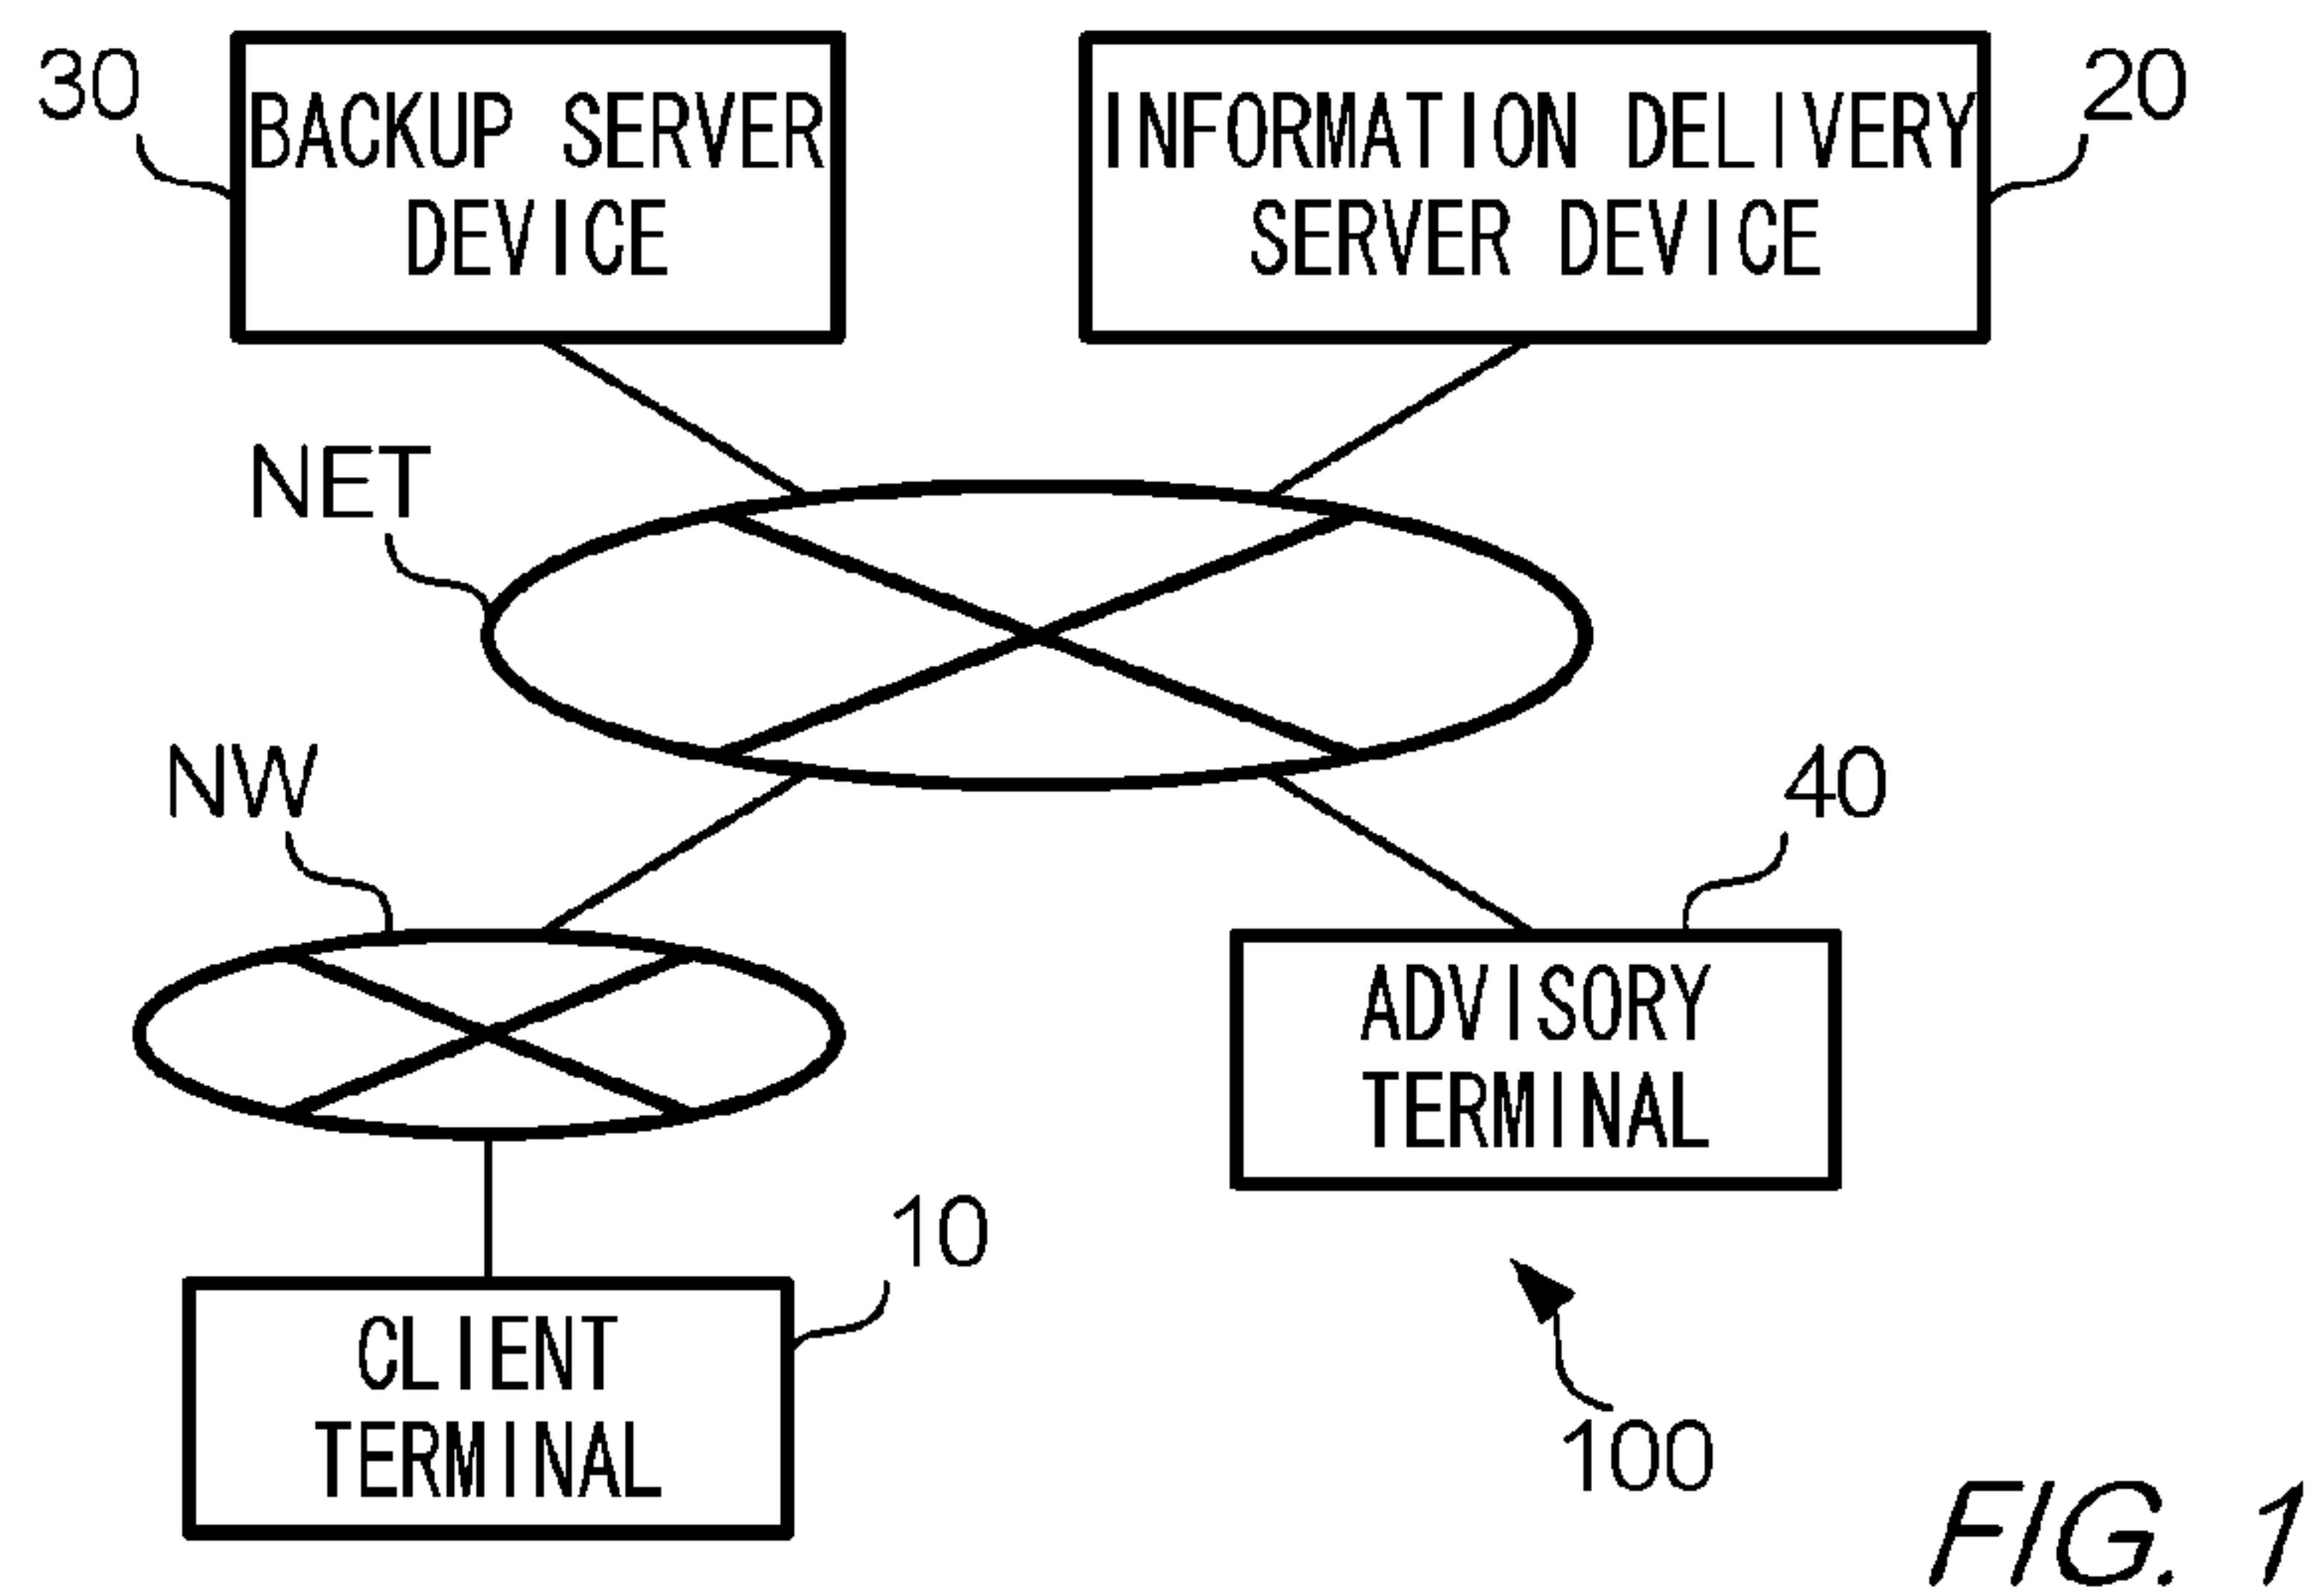 30
BACKUP SERVER
DEVICE
INFORMATION DELIVERY
SERVER DEVICE
20
NET
NW
40
ADVISORY
TERMINAL
10
CLIENT
TERMINAL
100
FIG. 1